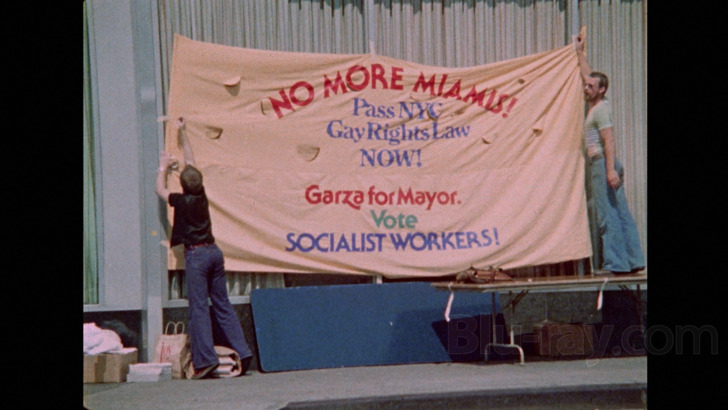 NO MORE MIAMIS!
Pass NYC
Gay Rights Law
NOW!
Garza for Mayor.
Vote
SOCIALIST WORKERS!
Blu-ray.com